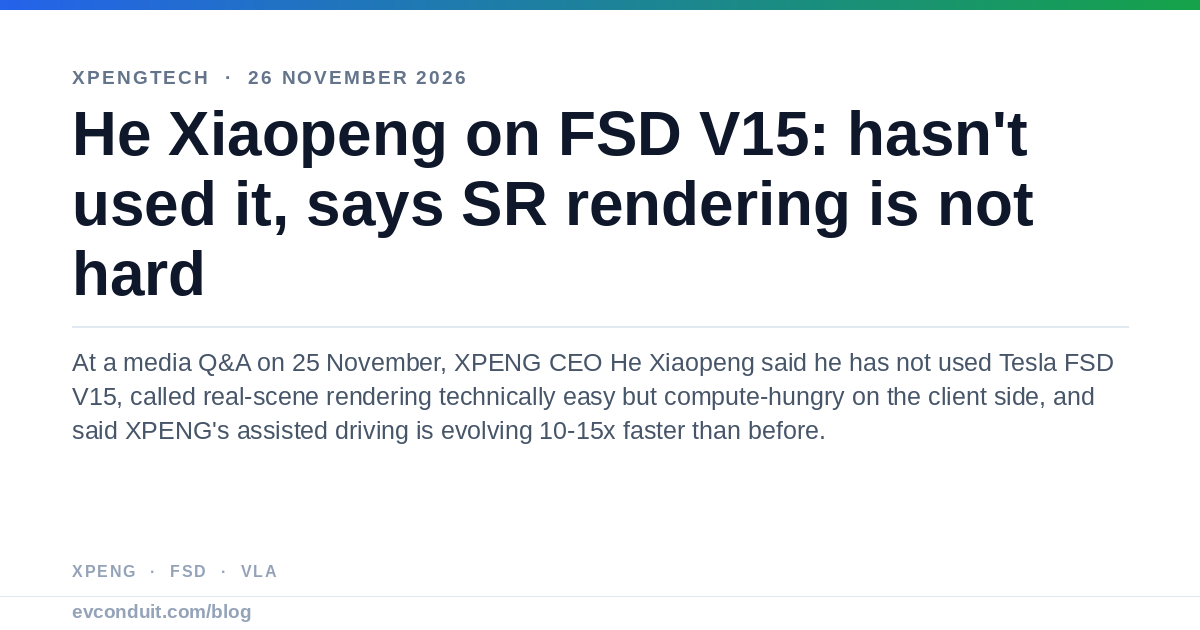 XPENGTECH · 26 NOVEMBER 2026
He Xiaopeng on FSD V15: hasn't
used it, says SR rendering is not
hard
At a media Q&A on 25 November, XPENG CEO He Xiaopeng said he has not used Tesla FSD
V15, called real-scene rendering technically easy but compute-hungry on the client side, and
said XPENG's assisted driving is evolving 10-15x faster than before.
XPENG · FSD · VLA
evconduit.com/blog